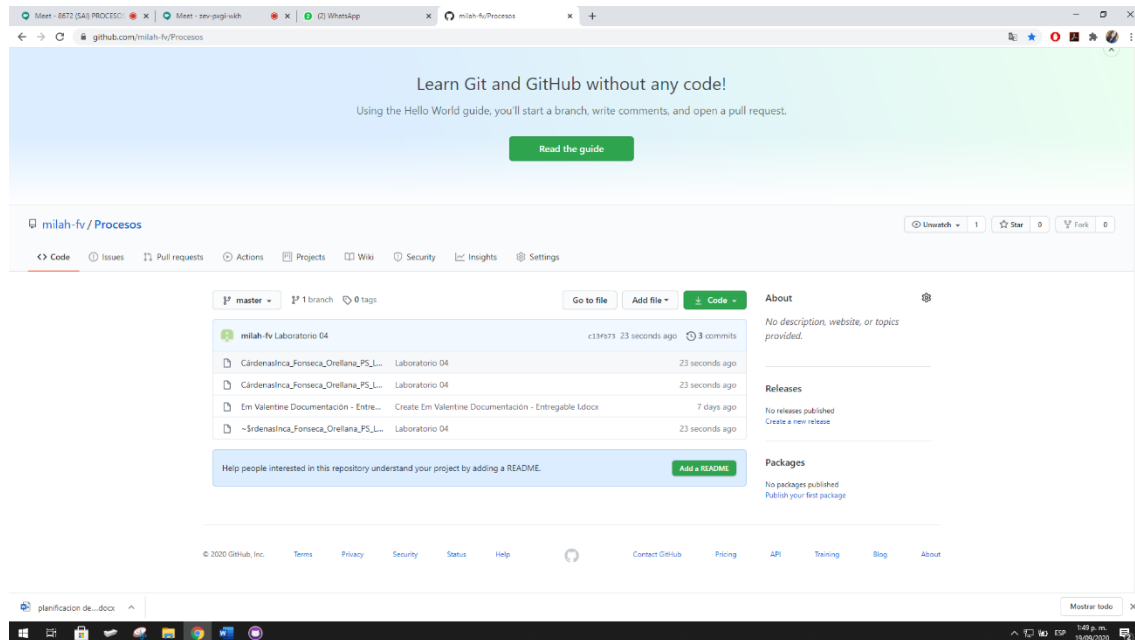 Meet - 8672 (SAI) PROCESO
Meet - zev-pxgi-wkh
(2) WhatsApp
milah-fv/Procesos
github.com/milah-fv/Procesos
Learn Git and GitHub without any code!
Using the Hello World guide, you'll start a branch, write comments, and open a pull request.
Read the guide
milah-fv / Procesos
Unwatch 1
Star 0
Fork 0
Code
Issues
Pull requests
Actions
Projects
Wiki
Security
Insights
Settings
master
1 branch
0 tags
Go to file
Add file
Code
milah-fv Laboratorio 04
c13fb73 23 seconds ago
3 commits
CárdenasInca_Fonseca_Orellana_PS_L... Laboratorio 04 23 seconds ago
CárdenasInca_Fonseca_Orellana_PS_L... Laboratorio 04 23 seconds ago
Em Valentine Documentación - Entre... Create Em Valentine Documentación - Entregable I.docx 7 days ago
~$rdenasInca_Fonseca_Orellana_PS_L... Laboratorio 04 23 seconds ago
Help people interested in this repository understand your project by adding a README.
Add a README
About
No description, website, or topics
provided.
Releases
No releases published
Create a new release
Packages
No packages published
Publish your first package
© 2020 GitHub, Inc.
Terms
Privacy
Security
Status
Help
Contact GitHub
Pricing
API
Training
Blog
About
planificacion de....docx
Mostrar todo
ESP
1:49 p. m.
19/09/2020